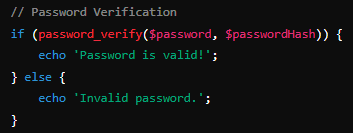 // Password Verification
if (password_verify($password, $passwordHash)) {
    echo 'Password is valid!';
} else {
    echo 'Invalid password.';
}